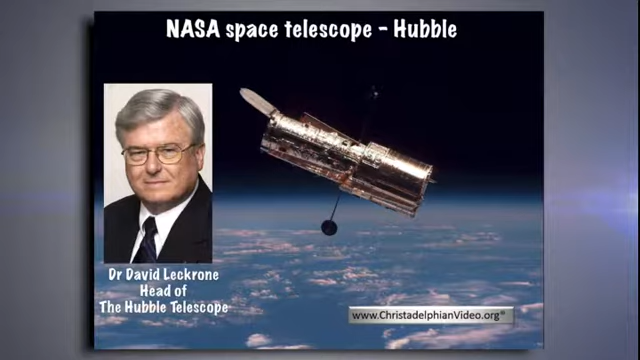 NASA space telescope - Hubble
Dr David Leckrone
Head of
The Hubble Telescope
www.ChristadelphianVideo.org®